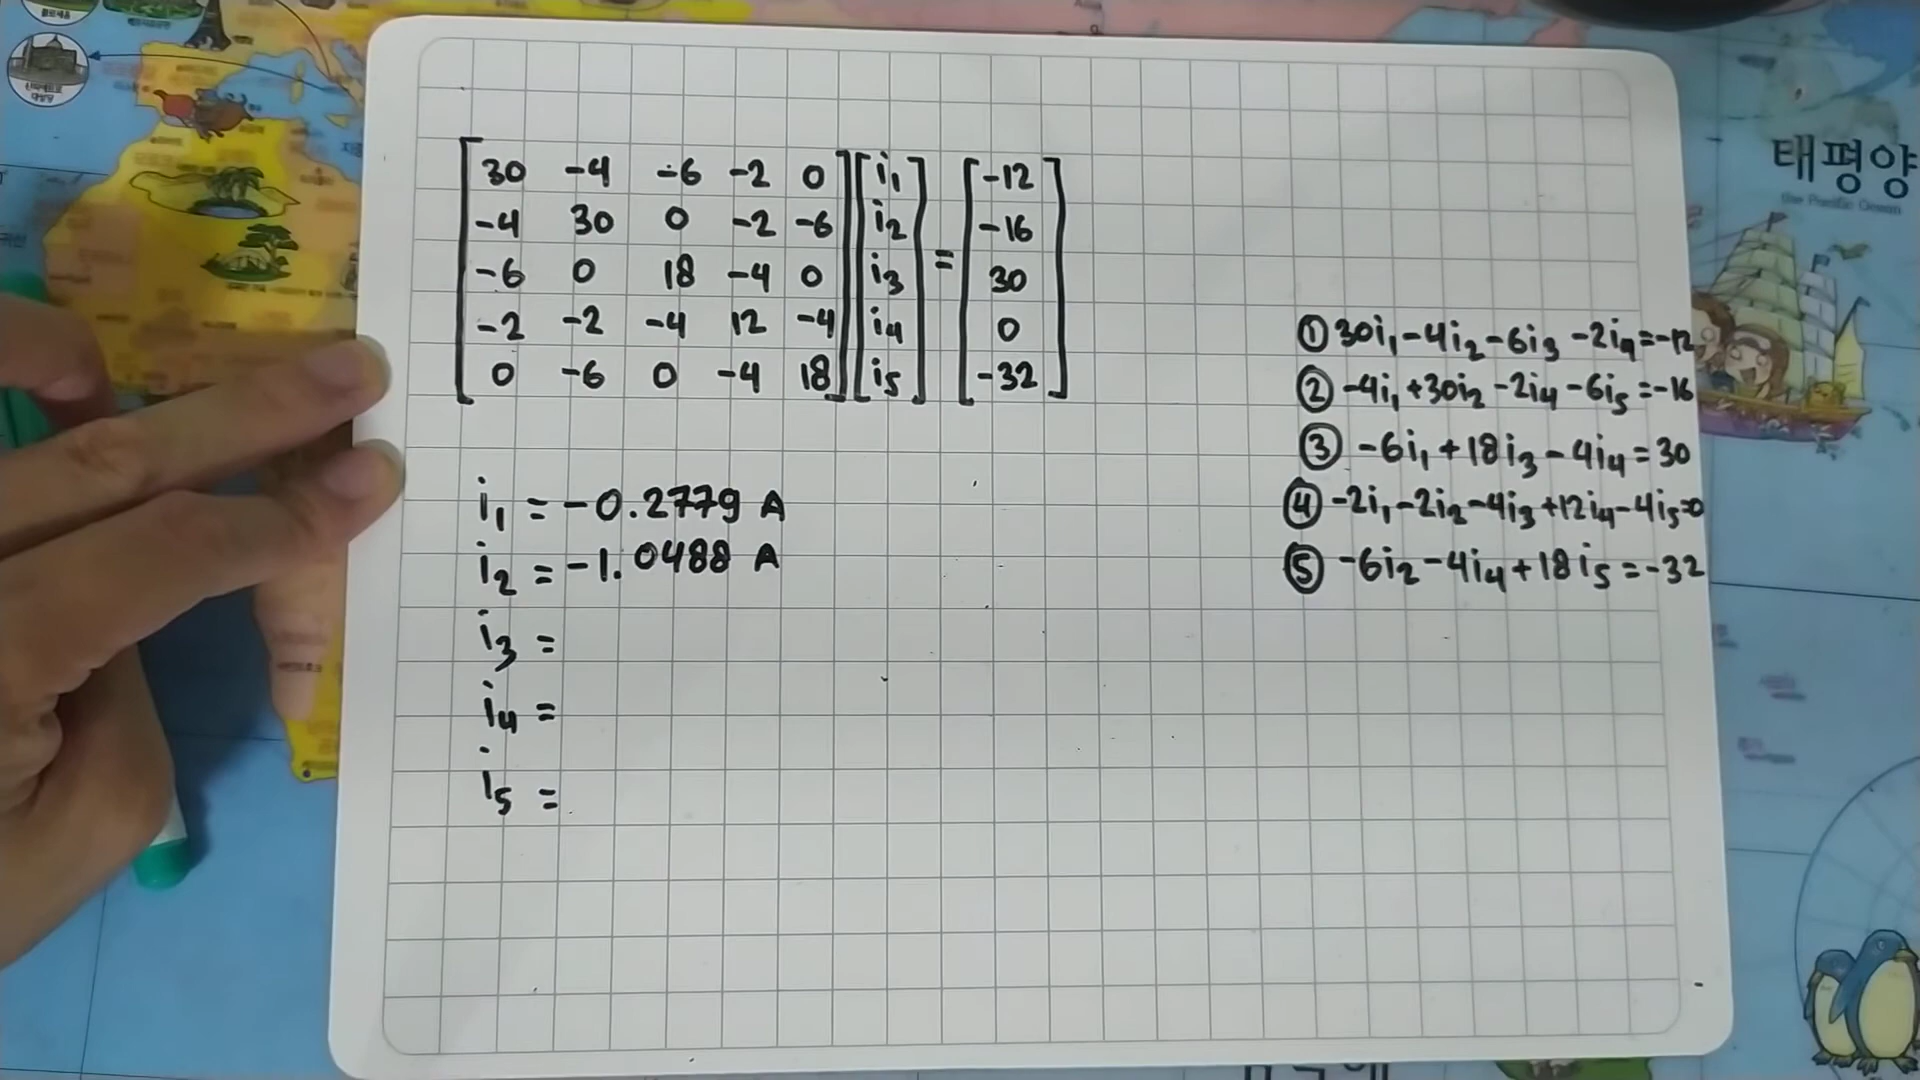 30 -4 -6 -2 0 i1 -12
-4 30 0 -2 -6 i2 -16
-6 0 18 -4 0 i3 = 30
-2 -2 -4 12 -4 i4 0
0 -6 0 -4 18 i5 -32
i1 = -0.2779 A
i2 = -1.0488 A
i3 =
i4 =
i5 =
① 30i1-4i2-6i3-2i4=-12
② -4i1+30i2-2i4-6i5=-16
③ -6i1+18i3-4i4=30
④ -2i1-2i2-4i3+12i4-4i5=0
⑤ -6i2-4i4+18i5=-32
태평양
the Pacific Ocean